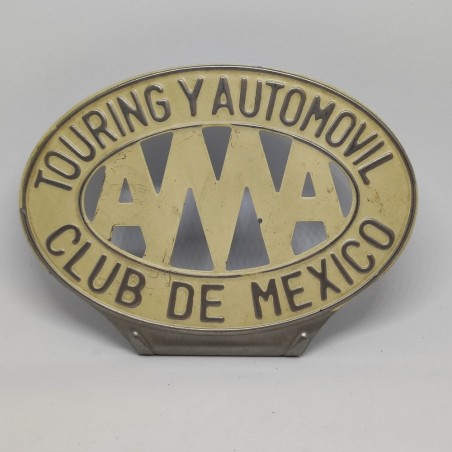 TOURING Y AUTOMOVIL
AMA
CLUB DE MEXICO